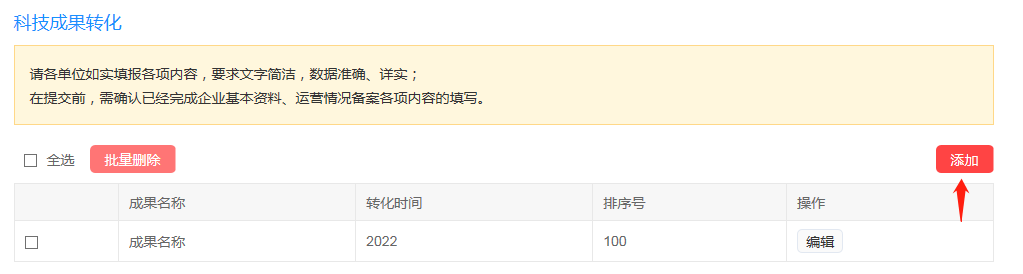 科技成果转化
请各单位如实填报各项内容，要求文字简洁，数据准确、详实；
在提交前，需确认已经完成企业基本资料、运营情况备案各项内容的填写。
全选 批量删除 添加
成果名称 转化时间 排序号 操作
成果名称 2022 100 编辑